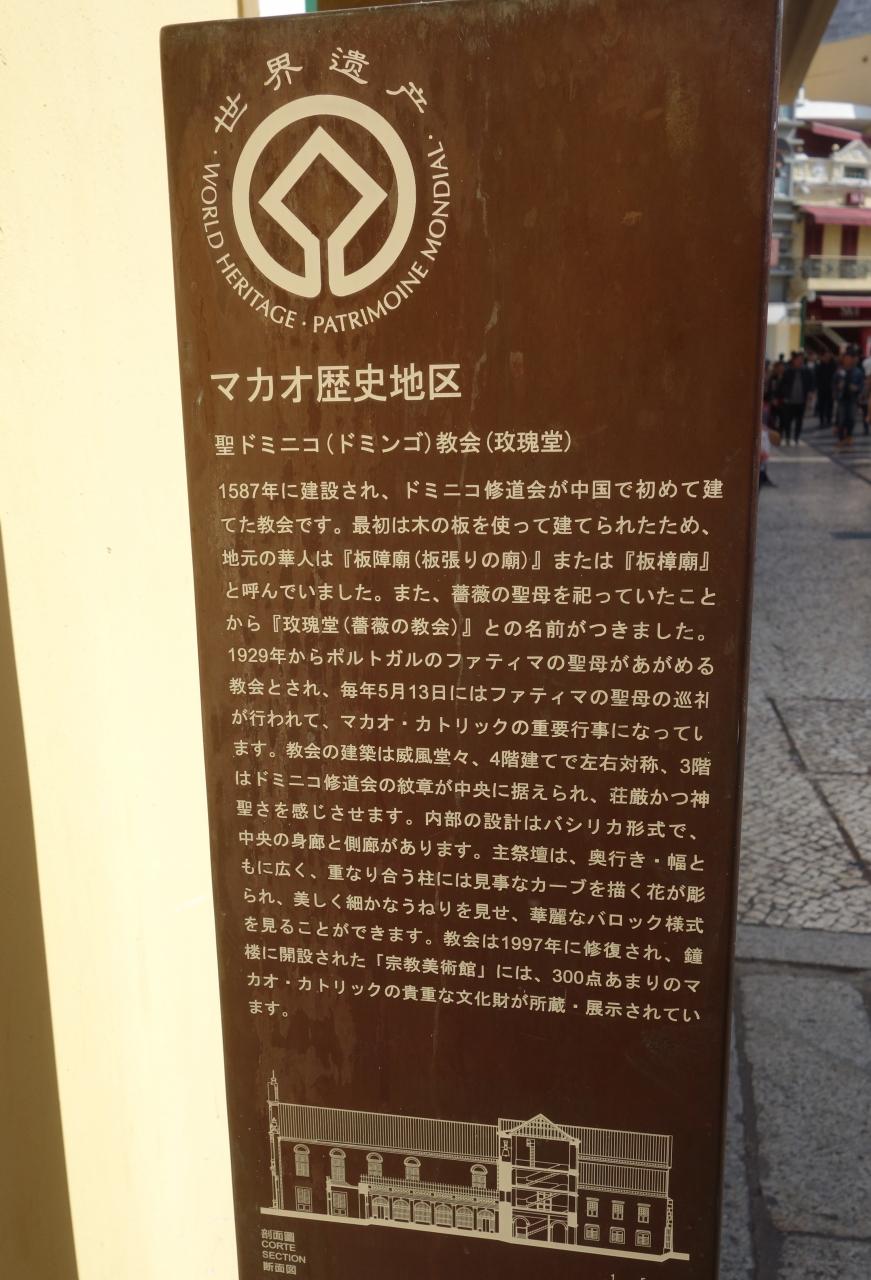 世界遗产
· WORLD HERITAGE · PATRIMOINE MONDIAL ·
マカオ歴史地区
聖ドミニコ(ドミンゴ)教会(玫瑰堂)
1587年に建設され、ドミニコ修道会が中国で初めて建
てた教会です。最初は木の板を使って建てられたため、
地元の華人は『板障廟(板張りの廟)』または『板樟廟』
と呼んでいました。また、薔薇の聖母を祀っていたこと
から『玫瑰堂(薔薇の教会)』との名前がつきました。
1929年からポルトガルのファティマの聖母があがめる
教会とされ、毎年5月13日にはファティマの聖母の巡礼
が行われて、マカオ・カトリックの重要行事になってい
ます。教会の建築は威風堂々、4階建てで左右対称、3階
はドミニコ修道会の紋章が中央に据えられ、荘厳かつ神
聖さを感じさせます。内部の設計はバシリカ形式で、
中央の身廊と側廊があります。主祭壇は、奥行き・幅と
もに広く、重なり合う柱には見事なカーブを描く花が彫
られ、美しく細かなうねりを見せ、華麗なバロック様式
を見ることができます。教会は1997年に修復され、鐘
楼に開設された「宗教美術館」には、300点あまりのマ
カオ・カトリックの貴重な文化財が所蔵・展示されてい
ます。
剖面圖
CORTE
SECTION
断面図